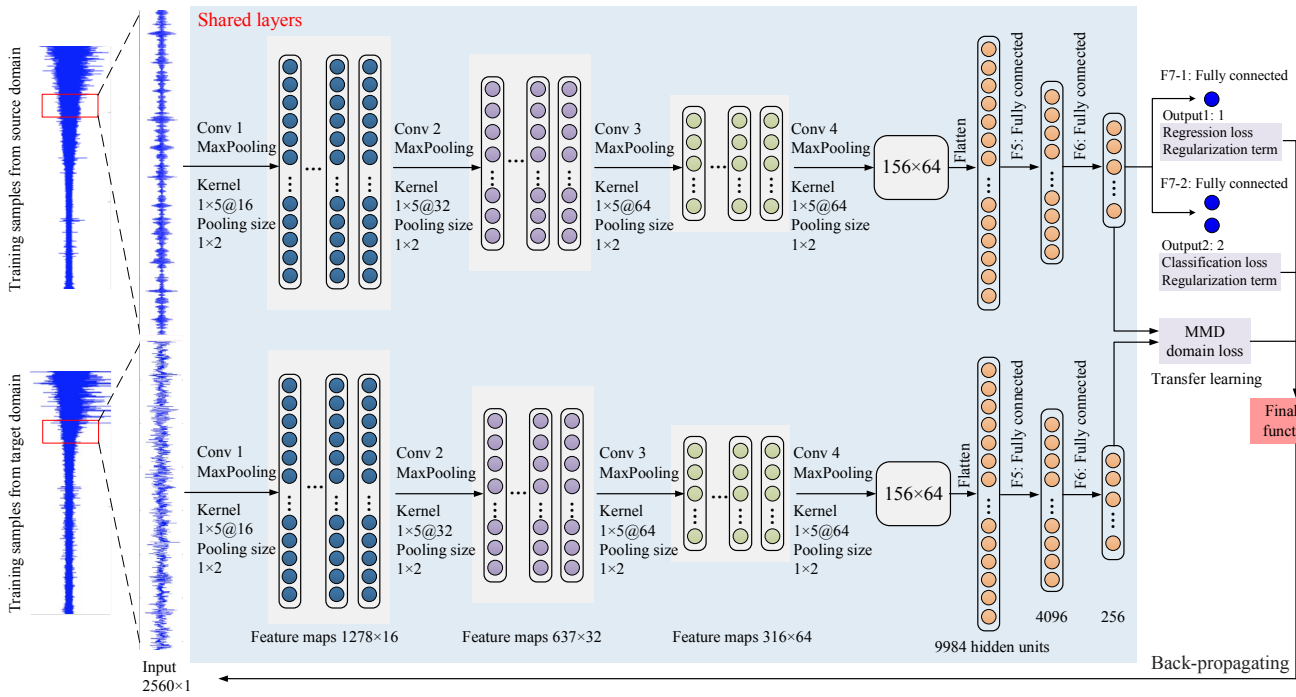 Shared layers
Training samples from source domain
Conv 1
MaxPooling
Kernel
1×5@16
Pooling size
1×2
Conv 2
MaxPooling
Kernel
1×5@32
Pooling size
1×2
Conv 3
MaxPooling
Kernel
1×5@64
Pooling size
1×2
Conv 4
MaxPooling
Kernel
1×5@64
Pooling size
1×2
156×64
Flatten
F5: Fully connected
F6: Fully connected
F7-1: Fully connected
Output1: 1
Regression loss
Regularization term
F7-2: Fully connected
Output2: 2
Classification loss
Regularization term
MMD
domain loss
Transfer learning
Final
funct
Training samples from target domain
Conv 1
MaxPooling
Kernel
1×5@16
Pooling size
1×2
Conv 2
MaxPooling
Kernel
1×5@32
Pooling size
1×2
Conv 3
MaxPooling
Kernel
1×5@64
Pooling size
1×2
Conv 4
MaxPooling
Kernel
1×5@64
Pooling size
1×2
156×64
Flatten
F5: Fully connected
F6: Fully connected
Feature maps 1278×16
Feature maps 637×32
Feature maps 316×64
9984 hidden units
4096
256
Input
2560×1
Back-propagating